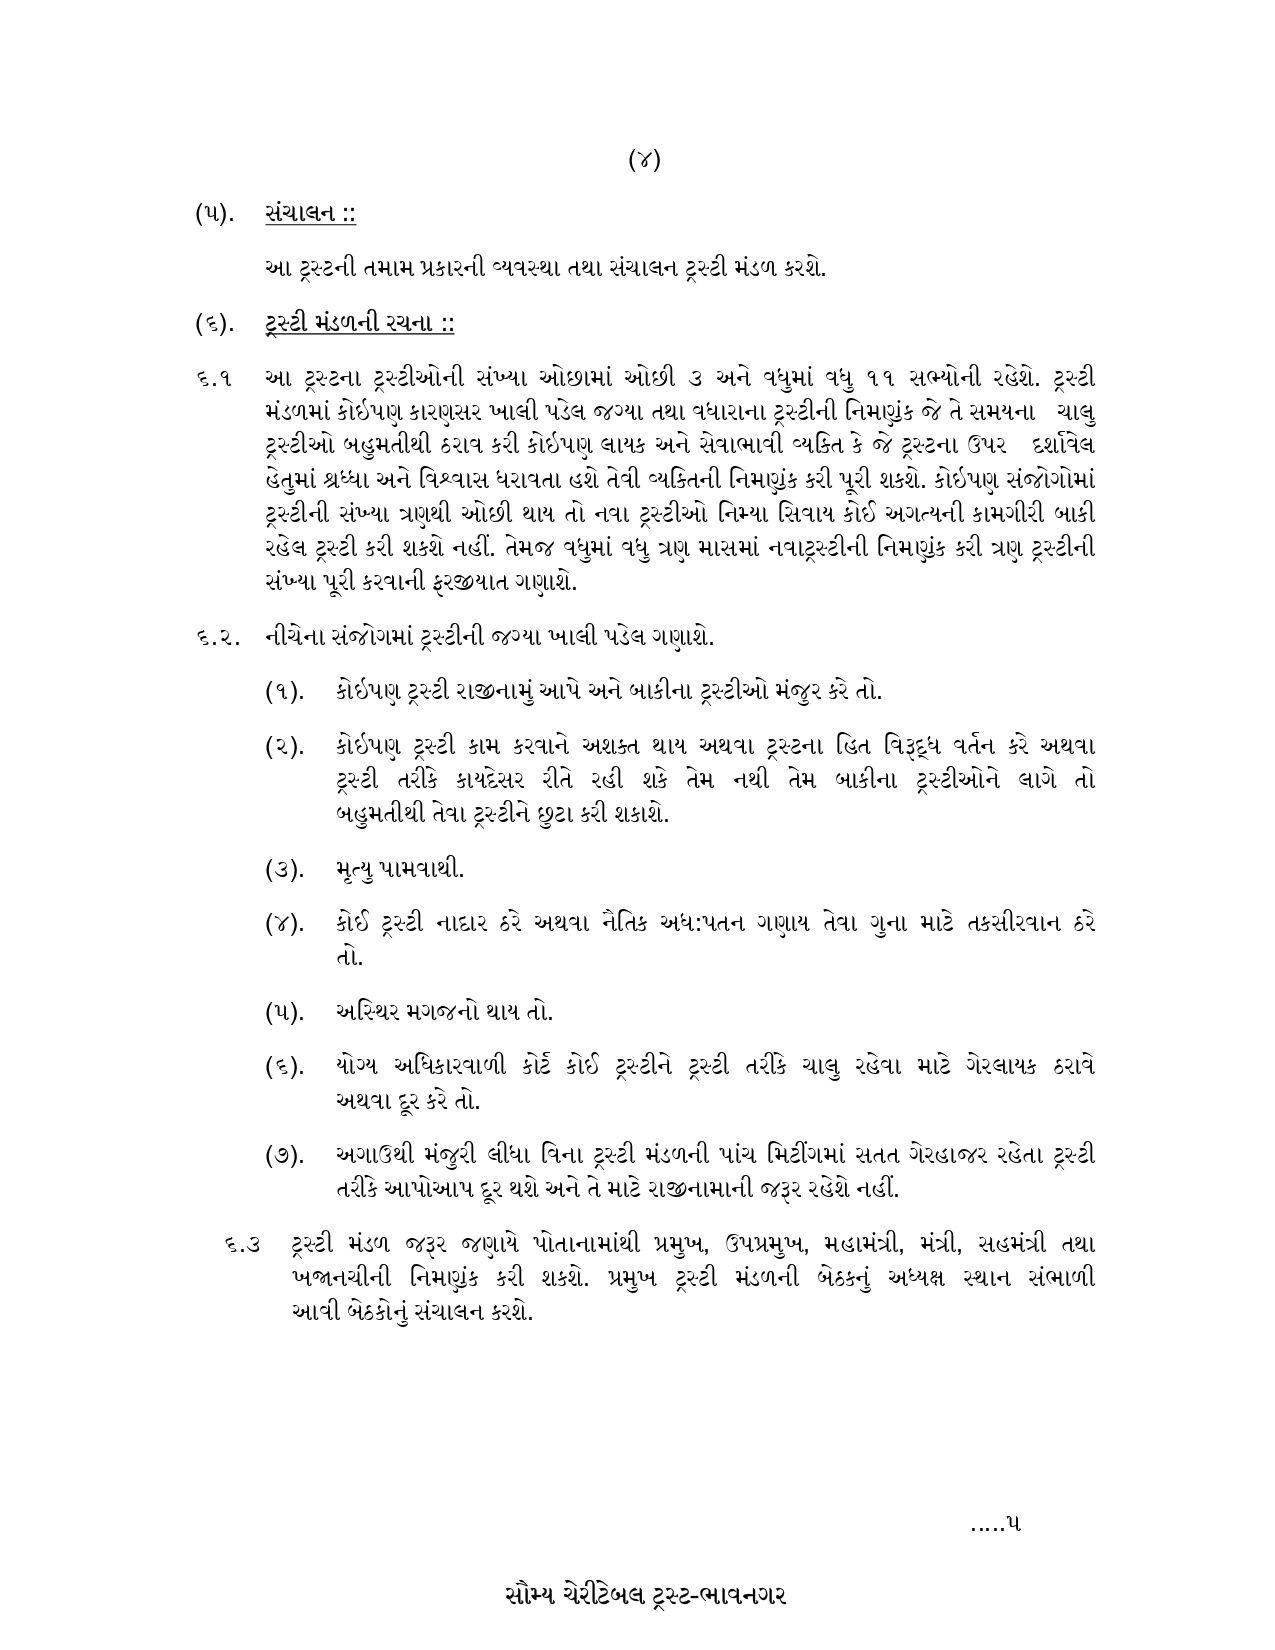 (૪)
(૫). સંચાલન ::
આ ટ્રસ્ટની તમામ પ્રકારની વ્યવસ્થા તથા સંચાલન ટ્રસ્ટી મંડળ કરશે.
(૬). ટ્રસ્ટી મંડળની રચના ::
૬.૧ આ ટ્રસ્ટના ટ્રસ્ટીઓની સંખ્યા ઓછામાં ઓછી ૩ અને વધુમાં વધુ ૧૧ સભ્યોની રહેશે. ટ્રસ્ટી
મંડળમાં કોઇપણ કારણસર ખાલી પડેલ જગ્યા તથા વધારાના ટ્રસ્ટીની નિમણુંક જે તે સમયના ચાલુ
ટ્રસ્ટીઓ બહુમતીથી ઠરાવ કરી કોઇપણ લાયક અને સેવાભાવી વ્યક્તિ કે જે ટ્રસ્ટના ઉપર દર્શાવેલ
હેતુમાં શ્રધ્ધા અને વિશ્વાસ ધરાવતા હશે તેવી વ્યક્તિની નિમણુંક કરી પૂરી શકશે. કોઇપણ સંજોગોમાં
ટ્રસ્ટીની સંખ્યા ત્રણથી ઓછી થાય તો નવા ટ્રસ્ટીઓ નિમ્યા સિવાય કોઈ અગત્યની કામગીરી બાકી
રહેલ ટ્રસ્ટી કરી શકશે નહીં. તેમજ વધુમાં વધુ ત્રણ માસમાં નવાટ્રસ્ટીની નિમણુંક કરી ત્રણ ટ્રસ્ટીની
સંખ્યા પૂરી કરવાની ફરજીયાત ગણાશે.
૬.૨. નીચેના સંજોગમાં ટ્રસ્ટીની જગ્યા ખાલી પડેલ ગણાશે.
(૧). કોઇપણ ટ્રસ્ટી રાજીનામું આપે અને બાકીના ટ્રસ્ટીઓ મંજુર કરે તો.
(૨). કોઇપણ ટ્રસ્ટી કામ કરવાને અશક્ત થાય અથવા ટ્રસ્ટના હિત વિરૂદ્ધ વર્તન કરે અથવા
ટ્રસ્ટી તરીકે કાયદેસર રીતે રહી શકે તેમ નથી તેમ બાકીના ટ્રસ્ટીઓને લાગે તો
બહુમતીથી તેવા ટ્રસ્ટીને છુટા કરી શકાશે.
(૩). મૃત્યુ પામવાથી.
(૪). કોઈ ટ્રસ્ટી નાદાર ઠરે અથવા નૈતિક અધ:પતન ગણાય તેવા ગુના માટે તકસીરવાન ઠરે
તો.
(૫). અસ્થિર મગજનો થાય તો.
(૬). યોગ્ય અધિકારવાળી કોર્ટ કોઈ ટ્રસ્ટીને ટ્રસ્ટી તરીકે ચાલુ રહેવા માટે ગેરલાયક ઠરાવે
અથવા દૂર કરે તો.
(૭). અગાઉથી મંજુરી લીધા વિના ટ્રસ્ટી મંડળની પાંચ મિટીંગમાં સતત ગેરહાજર રહેતા ટ્રસ્ટી
તરીકે આપોઆપ દૂર થશે અને તે માટે રાજીનામાની જરૂર રહેશે નહીં.
૬.૩ ટ્રસ્ટી મંડળ જરૂર જણાયે પોતાનામાંથી પ્રમુખ, ઉપપ્રમુખ, મહામંત્રી, મંત્રી, સહમંત્રી તથા
ખજાનચીની નિમણુંક કરી શકશે. પ્રમુખ ટ્રસ્ટી મંડળની બેઠકનું અધ્યક્ષ સ્થાન સંભાળી
આવી બેઠકોનું સંચાલન કરશે.
.....૫
સૌમ્ય ચેરીટેબલ ટ્રસ્ટ-ભાવનગર